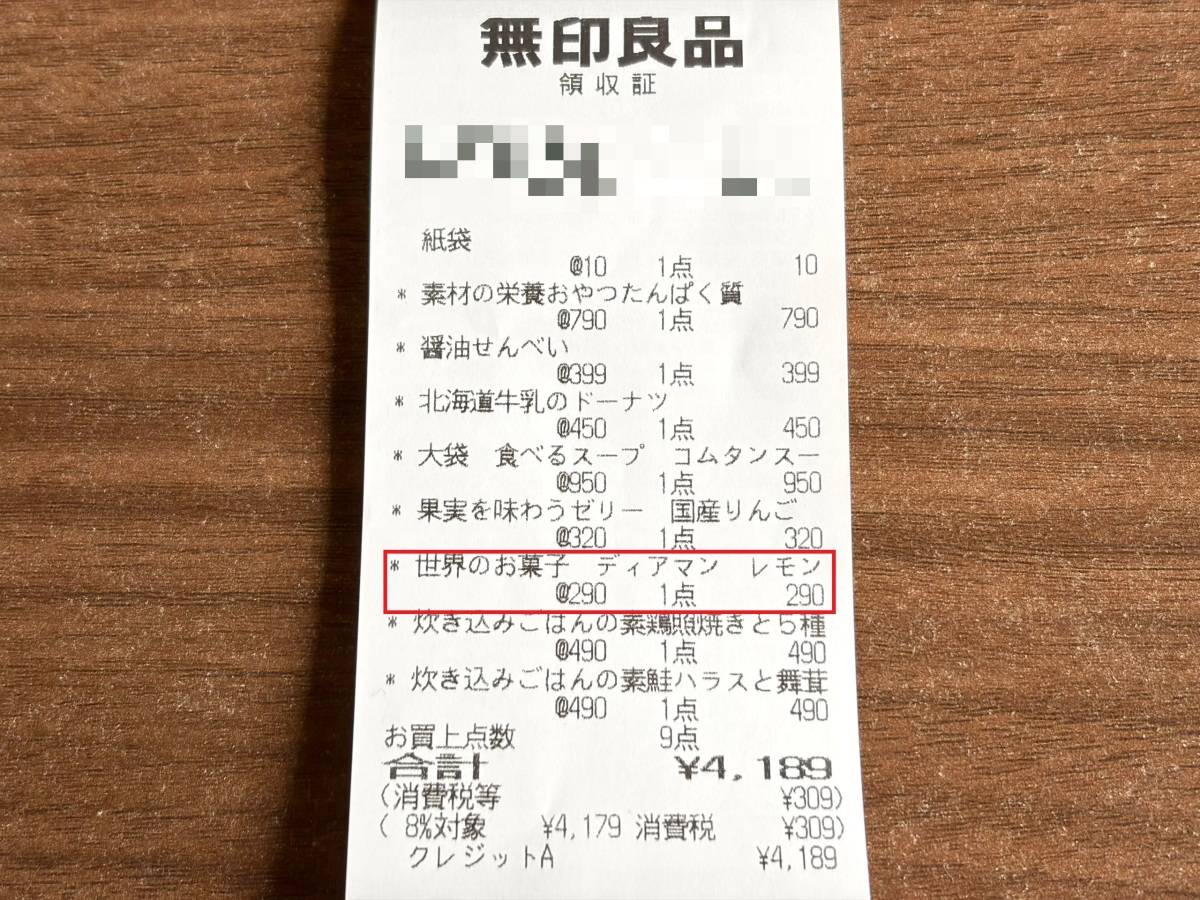 無印良品
領収証
紙袋
@10 1点 10
* 素材の栄養おやつたんぱく質
@790 1点 790
* 醤油せんべい
@399 1点 399
* 北海道牛乳のドーナツ
@450 1点 450
* 大袋 食べるスープ コムタンスー
@950 1点 950
* 果実を味わうゼリー 国産りんご
@320 1点 320
* 世界のお菓子 ディアマン レモン
@290 1点 290
* 炊き込みごはんの素鶏照焼きと5種
@490 1点 490
* 炊き込みごはんの素鮭ハラスと舞茸
@490 1点 490
お買上点数 9点
合計 ¥4,189
(消費税等 ¥309)
( 8%対象 ¥4,179 消費税 ¥309)
クレジットA ¥4,189